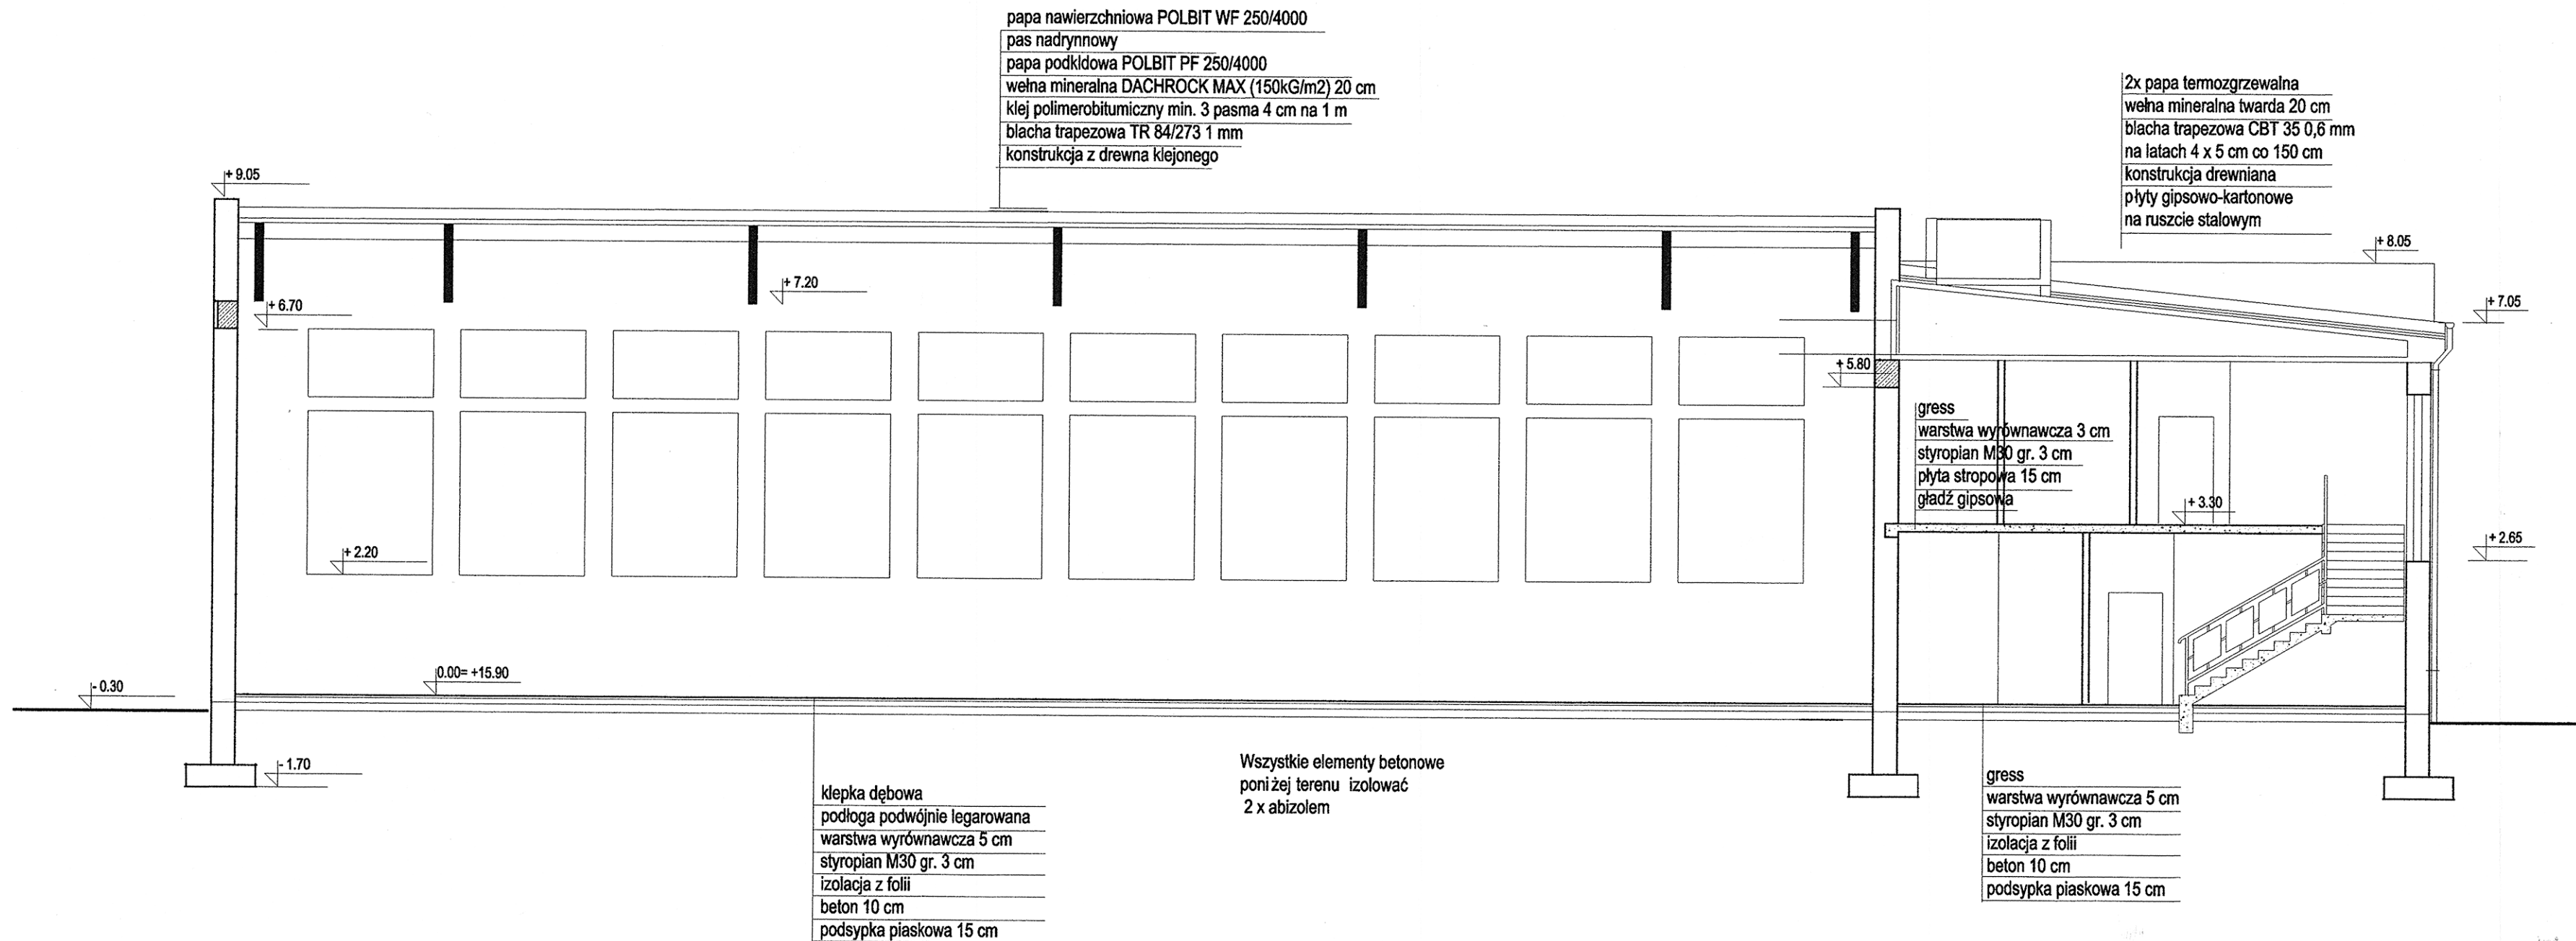 papa nawierzchniowa POLBIT WF 250/4000
pas nadrynnowy
papa podkldowa POLBIT PF 250/4000
wełna mineralna DACHROCK MAX (150kG/m2) 20 cm
klej polimerobitumiczny min. 3 pasma 4 cm na 1 m
blacha trapezowa TR 84/273 1 mm
konstrukcja z drewna klejonego
2x papa termozgrzewalna
wełna mineralna twarda 20 cm
blacha trapezowa CBT 35 0,6 mm
na latach 4 x 5 cm co 150 cm
konstrukcja drewniana
płyty gipsowo-kartonowe
na ruszcie stalowym
+ 9.05
+ 8.05
+ 7.20
+ 6.70
+ 7.05
+ 5.80
gress
warstwa wyrównawcza 3 cm
styropian M30 gr. 3 cm
płyta stropowa 15 cm
gładź gipsowa
+ 3.30
+ 2.20
+ 2.65
0.00= +15.90
- 0.30
- 1.70
Wszystkie elementy betonowe
poniżej terenu izolować
2 x abizolem
klepka dębowa
podłoga podwójnie legarowana
warstwa wyrównawcza 5 cm
styropian M30 gr. 3 cm
izolacja z folii
beton 10 cm
podsypka piaskowa 15 cm
gress
warstwa wyrównawcza 5 cm
styropian M30 gr. 3 cm
izolacja z folii
beton 10 cm
podsypka piaskowa 15 cm